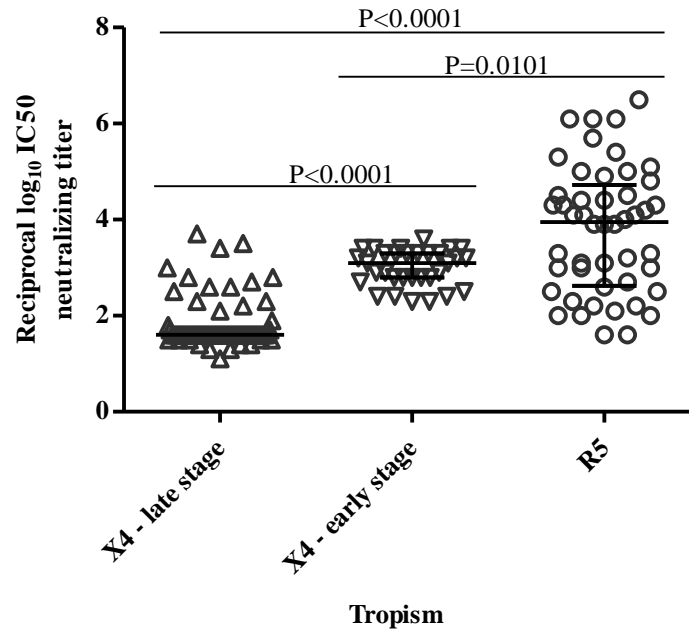 P<0.0001
P=0.0101
P<0.0001
Reciprocal log10 IC50
neutralizing titer
8
6
4
2
0
X4 - late stage
X4 - early stage
R5
Tropism